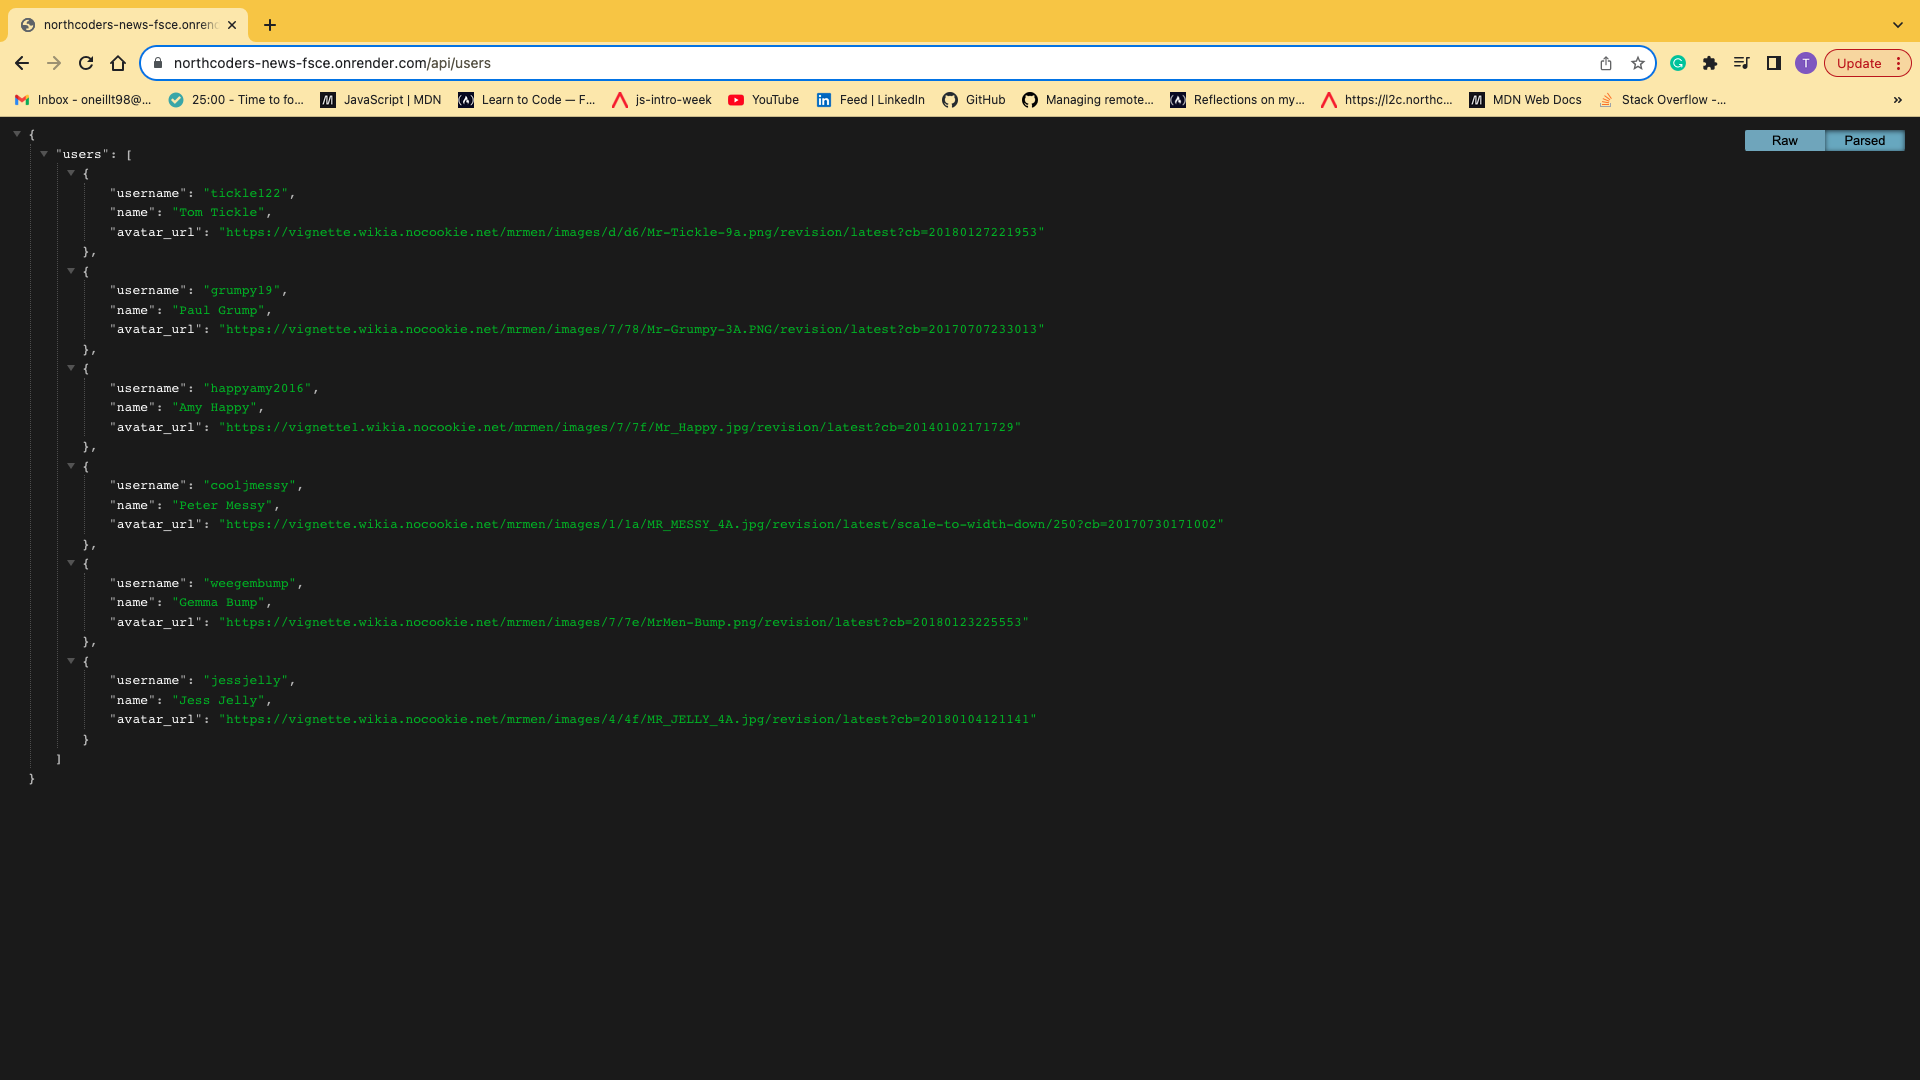 northcoders-news-fsce.onrend
northcoders-news-fsce.onrender.com/api/users
T
Update
Inbox - oneillt98@...
25:00 - Time to fo...
JavaScript | MDN
Learn to Code — F...
js-intro-week
YouTube
Feed | LinkedIn
GitHub
Managing remote...
Reflections on my...
https://l2c.northc...
MDN Web Docs
Stack Overflow -...
»
Raw
Parsed
{
"users": [
{
"username": "tickle122",
"name": "Tom Tickle",
"avatar_url": "https://vignette.wikia.nocookie.net/mrmen/images/d/d6/Mr-Tickle-9a.png/revision/latest?cb=20180127221953"
},
{
"username": "grumpy19",
"name": "Paul Grump",
"avatar_url": "https://vignette.wikia.nocookie.net/mrmen/images/7/78/Mr-Grumpy-3A.PNG/revision/latest?cb=20170707233013"
},
{
"username": "happyamy2016",
"name": "Amy Happy",
"avatar_url": "https://vignette1.wikia.nocookie.net/mrmen/images/7/7f/Mr_Happy.jpg/revision/latest?cb=20140102171729"
},
{
"username": "cooljmessy",
"name": "Peter Messy",
"avatar_url": "https://vignette.wikia.nocookie.net/mrmen/images/1/1a/MR_MESSY_4A.jpg/revision/latest/scale-to-width-down/250?cb=20170730171002"
},
{
"username": "weegembump",
"name": "Gemma Bump",
"avatar_url": "https://vignette.wikia.nocookie.net/mrmen/images/7/7e/MrMen-Bump.png/revision/latest?cb=20180123225553"
},
{
"username": "jessjelly",
"name": "Jess Jelly",
"avatar_url": "https://vignette.wikia.nocookie.net/mrmen/images/4/4f/MR_JELLY_4A.jpg/revision/latest?cb=20180104121141"
}
]
}